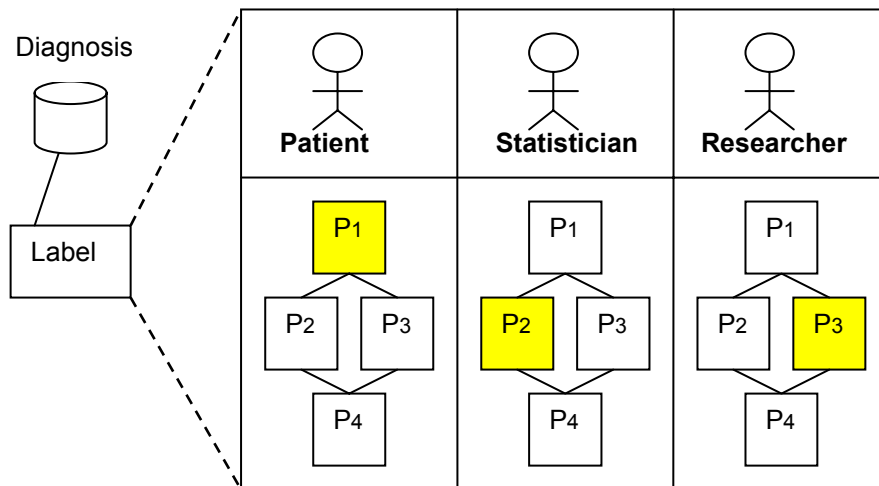 Diagnosis
Label
Patient
Statistician
Researcher
P1
P2
P3
P4
P1
P2
P3
P4
P1
P2
P3
P4